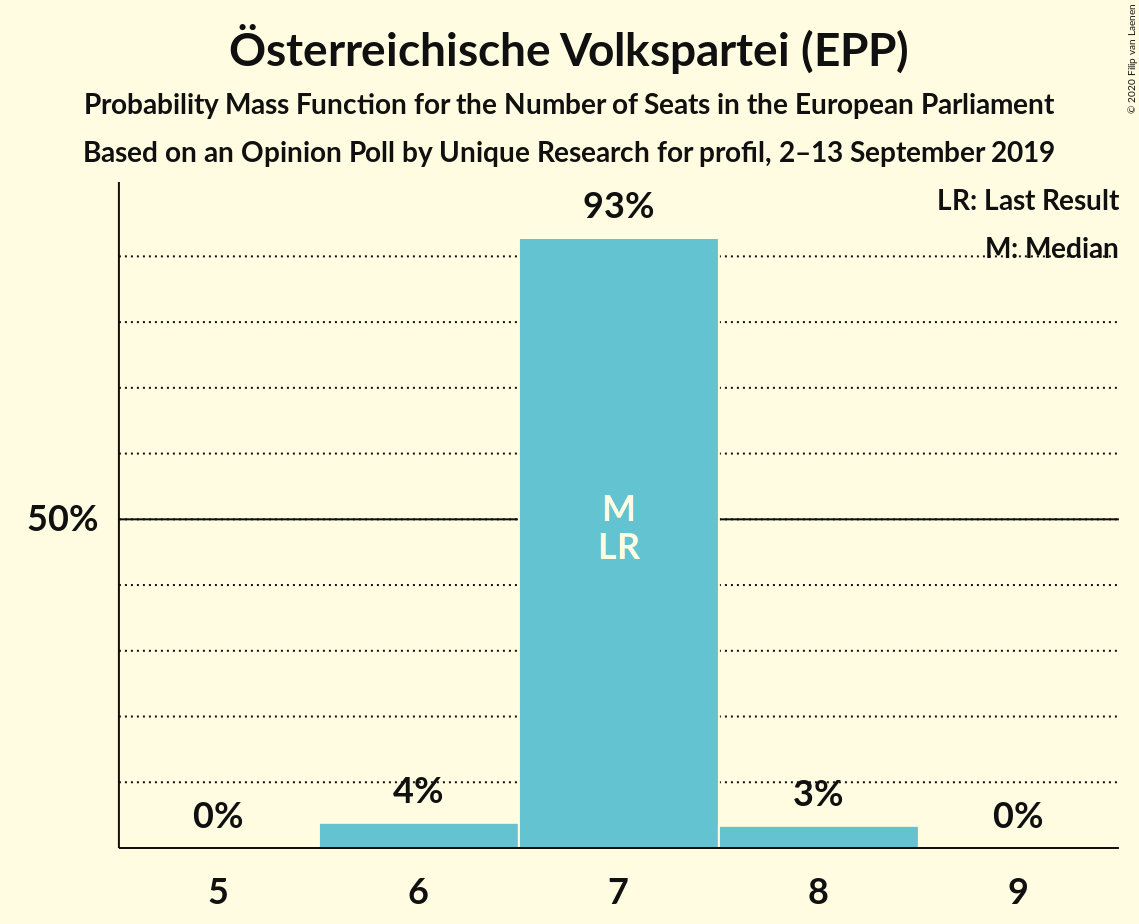 Österreichische Volkspartei (EPP)
Probability Mass Function for the Number of Seats in the European Parliament
Based on an Opinion Poll by Unique Research for profil, 2–13 September 2019
© 2020 Filip van Laenen
LR: Last Result
M: Median
93%
50%
M
LR
4%
3%
0%
0%
5 6 7 8 9